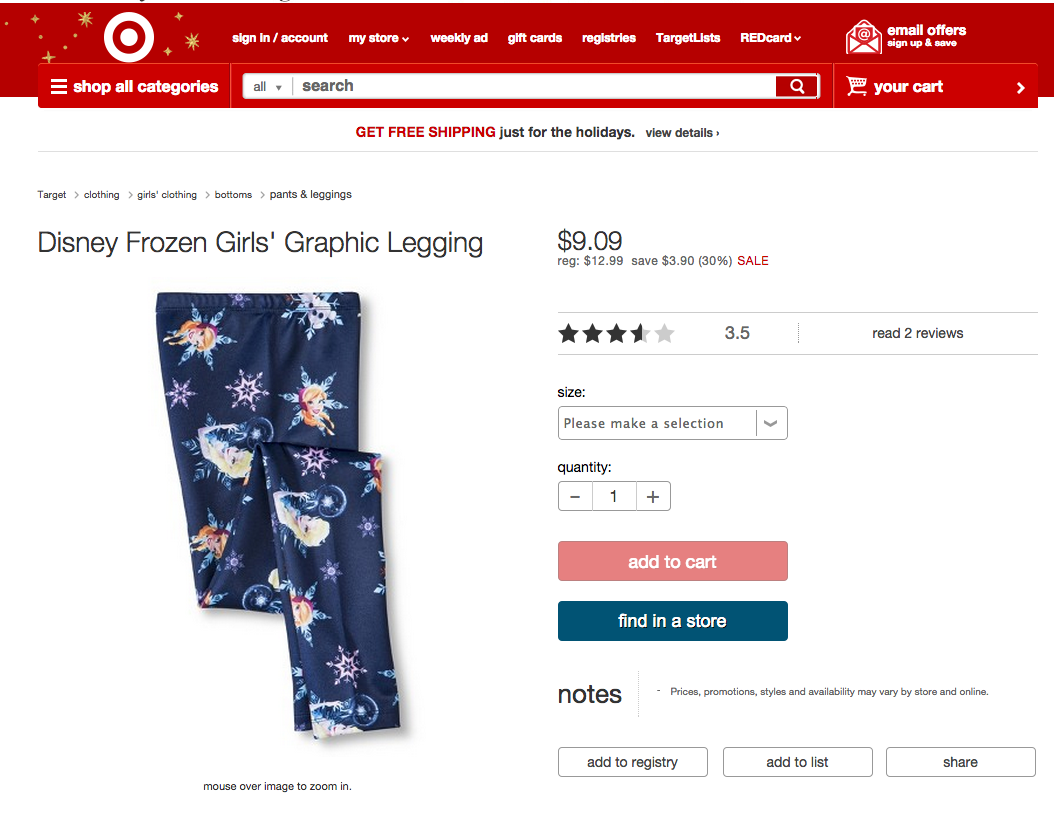 sign in / account my store weekly ad gift cards registries TargetLists REDcard email offers
sign up & save
shop all categories all search your cart
GET FREE SHIPPING just for the holidays. view details ›
Target > clothing > girls' clothing > bottoms > pants & leggings
Disney Frozen Girls' Graphic Legging
$9.09
reg: $12.99 save $3.90 (30%) SALE
3.5 read 2 reviews
size:
Please make a selection
quantity:
− 1 +
add to cart
find in a store
notes - Prices, promotions, styles and availability may vary by store and online.
add to registry add to list share
mouse over image to zoom in.